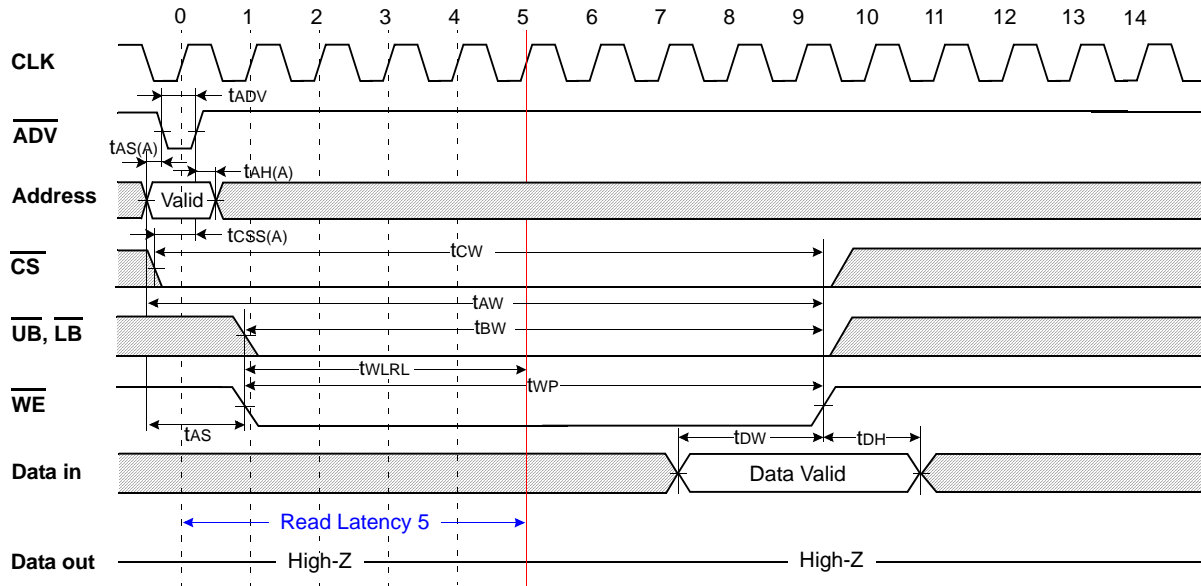 0 1 2 3 4 5 6 7 8 9 10 11 12 13 14
CLK
tADV
ADV
tAS(A)
tAH(A)
Address
Valid
tCSS(A)
CS
tCW
tAW
UB, LB
tBW
tWLRL
tWP
WE
tAS
tDW
tDH
Data in
Data Valid
Read Latency 5
Data out
High-Z
High-Z